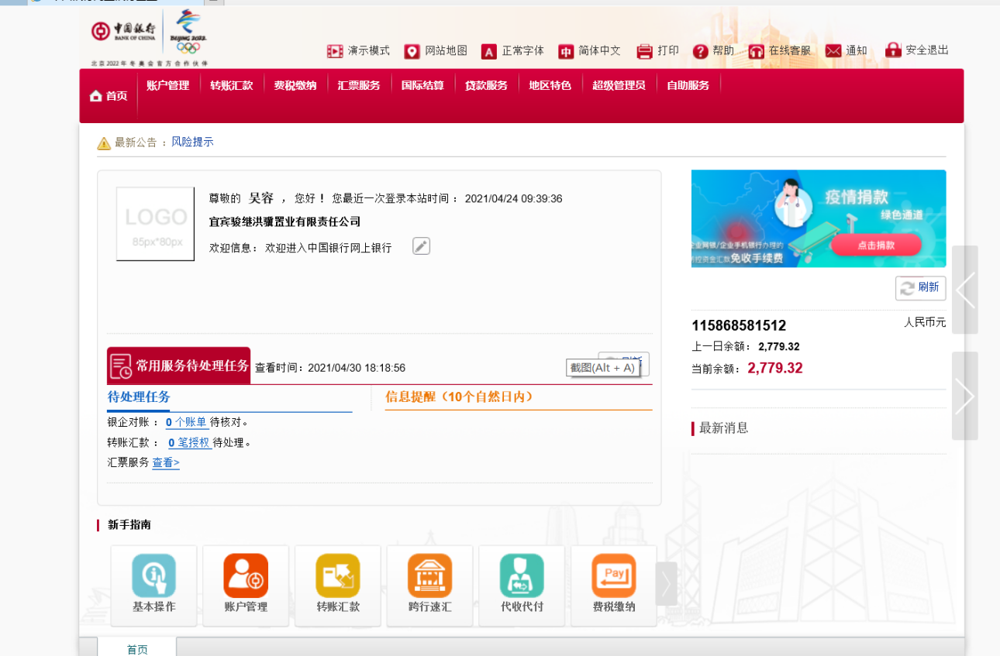 中国银行
BANK OF CHINA
BEIJING 2022
北京2022年冬奥会官方合作伙伴
演示模式 网站地图 A 正常字体 中 简体中文 打印 ? 帮助 在线客服 通知 安全退出
首页 账户管理 转账汇款 费税缴纳 汇票服务 国际结算 贷款服务 地区特色 超级管理员 自助服务
最新公告 : 风险提示
LOGO
85px*80px
尊敬的 吴容 ，您好！ 您最近一次登录本站时间： 2021/04/24 09:39:36
宜宾骏继洪骥置业有限责任公司
欢迎信息: 欢迎进入中国银行网上银行
疫情捐款
绿色通道
点击捐款
企业网银/企业手机银行办理的
免收手续费
刷新
115868581512 人民币元
上一日余额: 2,779.32
当前余额: 2,779.32
常用服务待处理任务 查看时间: 2021/04/30 18:18:56
刷新
截图(Alt + A)
待处理任务 信息提醒（10个自然日内）
银企对账： 0 个账单 待核对。
转账汇款： 0 笔授权 待处理。
汇票服务 查看>
最新消息
新手指南
Pay
基本操作 账户管理 转账汇款 跨行速汇 代收代付 费税缴纳
首页